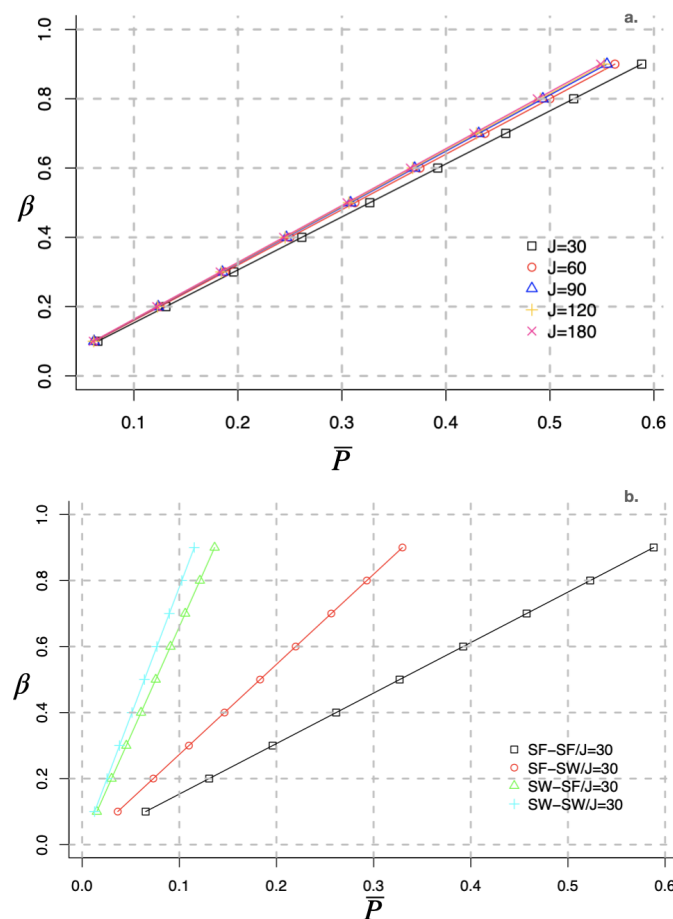 a.
1.0
0.8
0.6
β
0.4
0.2
0.0
J=30
J=60
J=90
J=120
J=180
0.1 0.2 0.3 0.4 0.5 0.6
P̅
b.
1.0
0.8
0.6
β
0.4
0.2
0.0
SF−SF/J=30
SF−SW/J=30
SW−SF/J=30
SW−SW/J=30
0.0 0.1 0.2 0.3 0.4 0.5 0.6
P̅